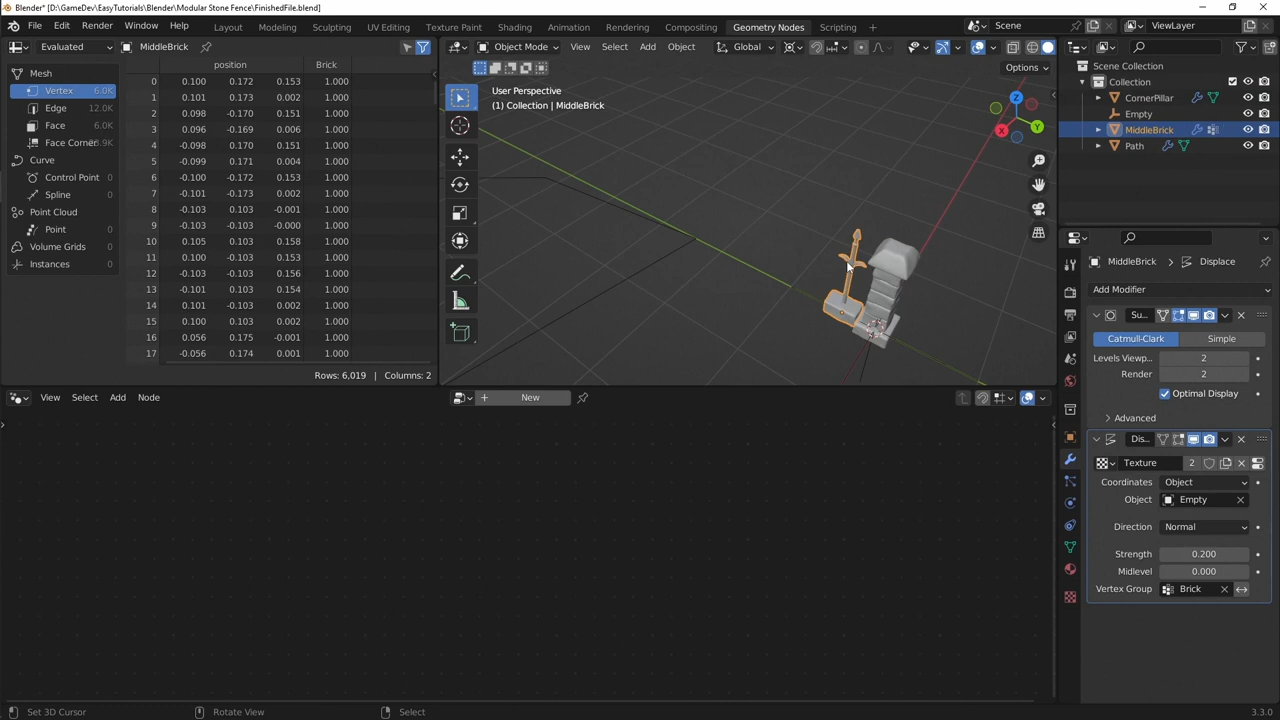 Blender* [D:\GameDev\EasyTutorials\Blender\Modular Stone Fence\FinishedFile.blend]
File Edit Render Window Help Layout Modeling Sculpting UV Editing Texture Paint Shading Animation Rendering Compositing Geometry Nodes Scripting + Scene ViewLayer
Evaluated MiddleBrick
Object Mode View Select Add Object Global
Options
position Brick
Mesh
Vertex 6.0K
Edge 12.0K
Face 6.0K
Face Corner
Curve
Control Point 0
Spline 0
Point Cloud
Point 0
Volume Grids 0
Instances 0
0 0.100 0.172 0.153 1.000
1 0.101 0.173 0.002 1.000
2 0.098 -0.170 0.151 1.000
3 0.096 -0.169 0.006 1.000
4 -0.098 0.170 0.151 1.000
5 -0.099 0.171 0.004 1.000
6 -0.100 -0.172 0.153 1.000
7 -0.101 -0.173 0.002 1.000
8 -0.103 0.103 -0.001 1.000
9 -0.103 -0.103 -0.000 1.000
10 0.105 0.103 0.158 1.000
11 0.100 -0.103 0.153 1.000
12 -0.103 -0.103 0.156 1.000
13 -0.101 0.103 0.154 1.000
14 0.101 -0.103 0.002 1.000
15 0.100 0.103 0.002 1.000
16 0.056 0.175 -0.001 1.000
17 -0.056 0.174 0.001 1.000
Rows: 6,019 | Columns: 2
User Perspective
(1) Collection | MiddleBrick
Z
X
Y
Scene Collection
Collection
CornerPillar
Empty
MiddleBrick
Path
MiddleBrick > Displace
Add Modifier
Su...
Catmull-Clark Simple
Levels Viewp... 2
Render 2
Optimal Display
Advanced
Dis...
Texture 2
Coordinates Object
Object Empty
Direction Normal
Strength 0.200
Midlevel 0.000
Vertex Group Brick
View Select Add Node + New
Set 3D Cursor Rotate View Select 3.3.0